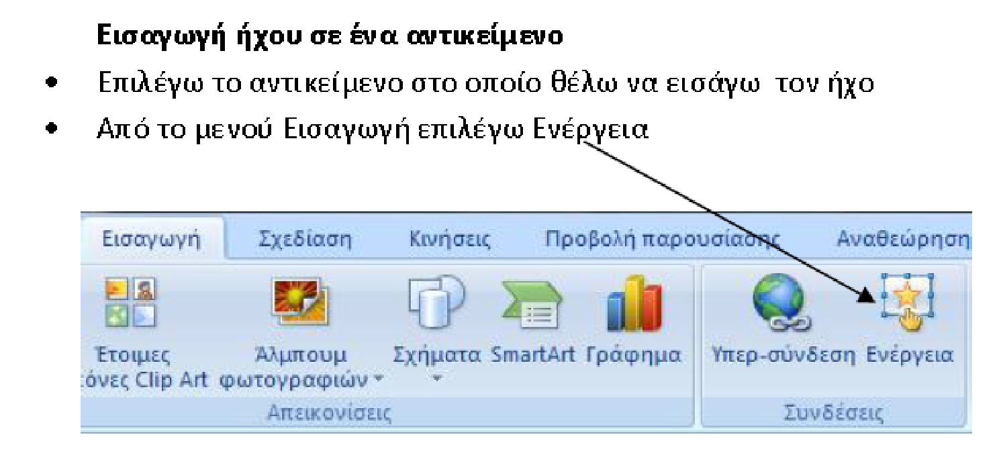 Εισαγωγή ήχου σε ένα αντικείμενο
• Επιλέγω το αντικείμενο στο οποίο θέλω να εισάγω τον ήχο
• Από το μενού Εισαγωγή επιλέγω Ενέργεια
Εισαγωγή Σχεδίαση Κινήσεις Προβολή παρουσίασης Αναθεώρηση
Έτοιμες Άλμπουμ Σχήματα SmartArt Γράφημα Υπερ-σύνδεση Ενέργεια
όνες Clip Art φωτογραφιών
Απεικονίσεις Συνδέσεις